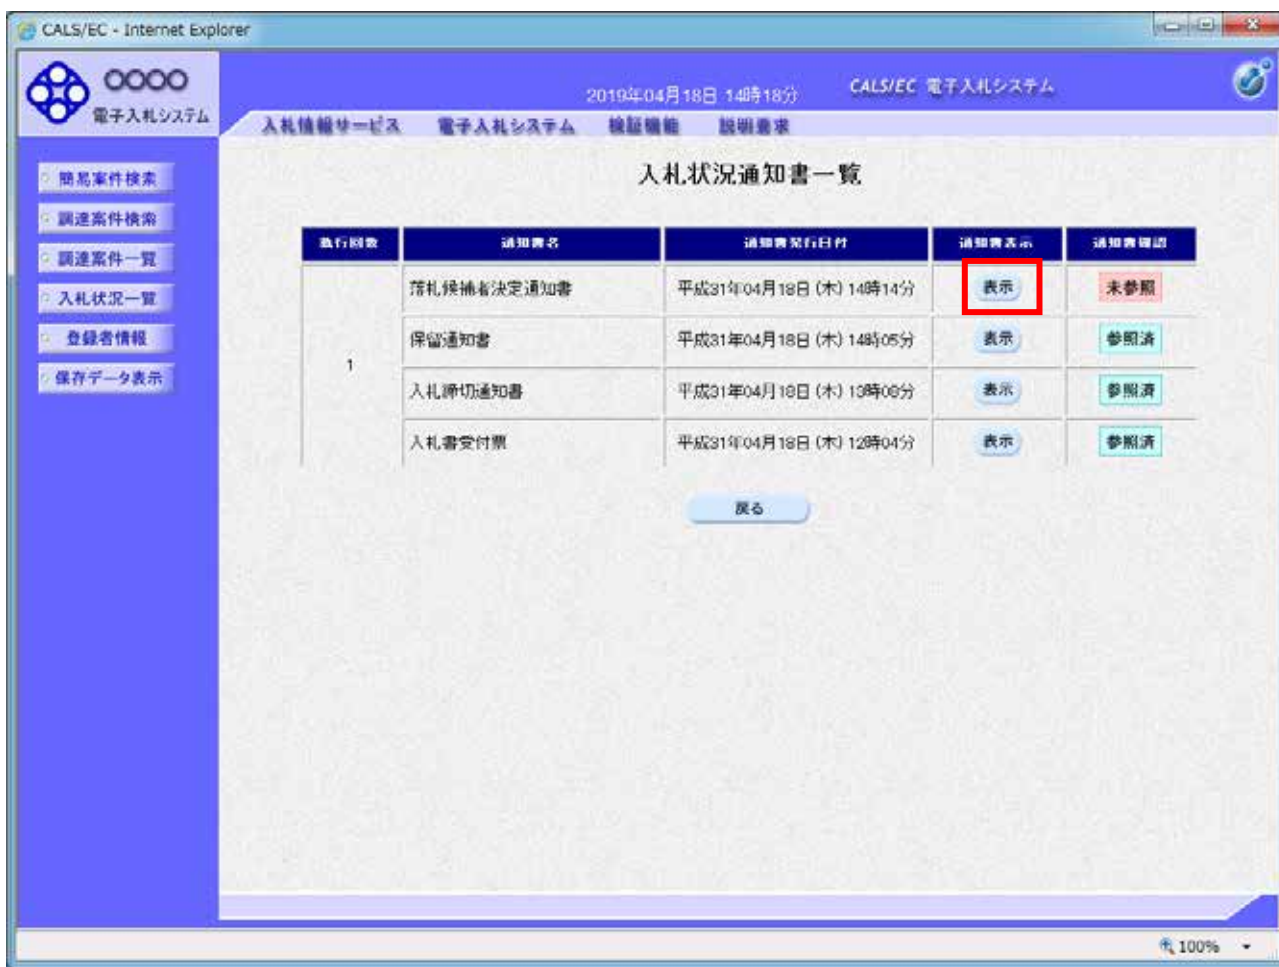 CALS/EC - Internet Explorer
〇〇〇〇
電子入札システム
2019年04月18日 14時18分
CALS/EC 電子入札システム
入札情報サービス 電子入札システム 検証機能 説明要求
簡易案件検索
調達案件検索
調達案件一覧
入札状況一覧
登録者情報
保存データ表示
入札状況通知書一覧
執行回数 通知書名 通知書発行日付 通知書表示 通知書確認
1
落札候補者決定通知書 平成31年04月18日 (木) 14時14分 表示 未参照
保留通知書 平成31年04月18日 (木) 14時05分 表示 参照済
入札締切通知書 平成31年04月18日 (木) 13時08分 表示 参照済
入札書受付票 平成31年04月18日 (木) 12時04分 表示 参照済
戻る
100%